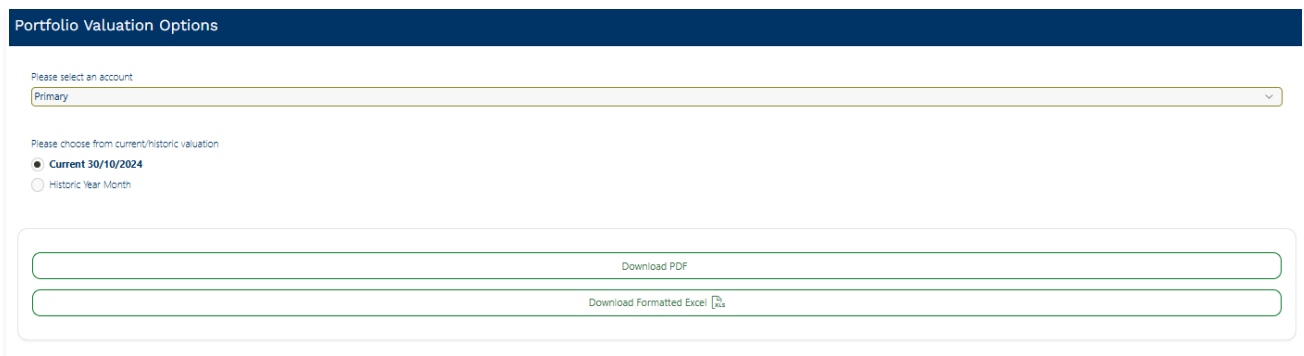 Portfolio Valuation Options
Please select an account
Primary
Please choose from current/historic valuation
Current 30/10/2024
Historic Year Month
Download PDF
Download Formatted Excel XLS